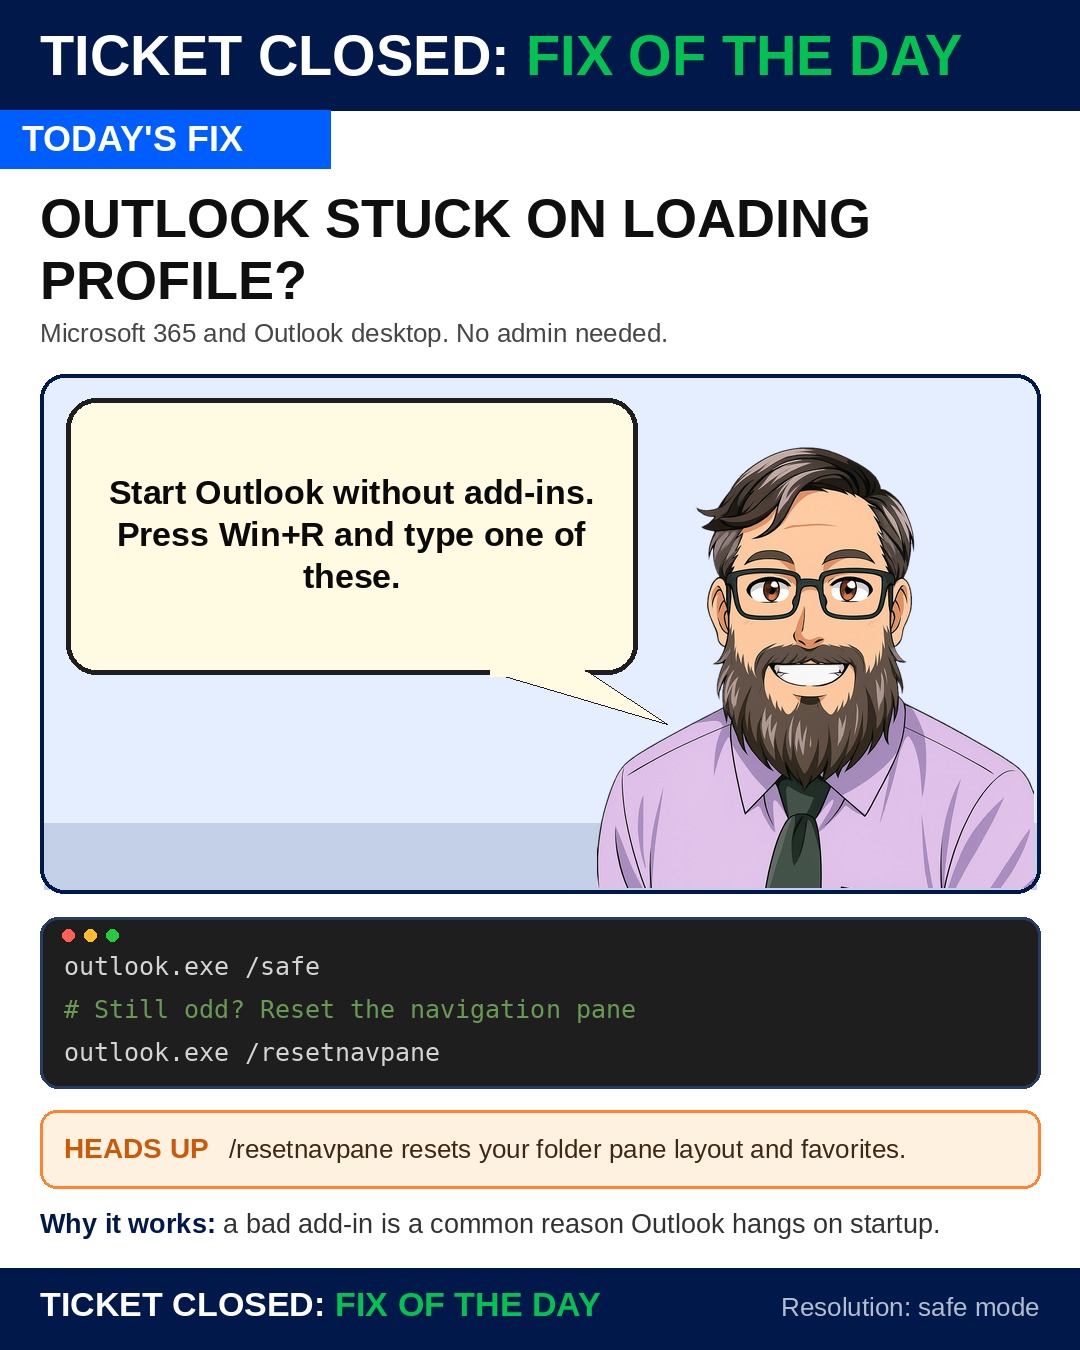 TICKET CLOSED: FIX OF THE DAY
TODAY'S FIX
OUTLOOK STUCK ON LOADING
PROFILE?
Microsoft 365 and Outlook desktop. No admin needed.
Start Outlook without add-ins.
Press Win+R and type one of
these.
outlook.exe /safe
# Still odd? Reset the navigation pane
outlook.exe /resetnavpane
HEADS UP /resetnavpane resets your folder pane layout and favorites.
Why it works: a bad add-in is a common reason Outlook hangs on startup.
TICKET CLOSED: FIX OF THE DAY
Resolution: safe mode